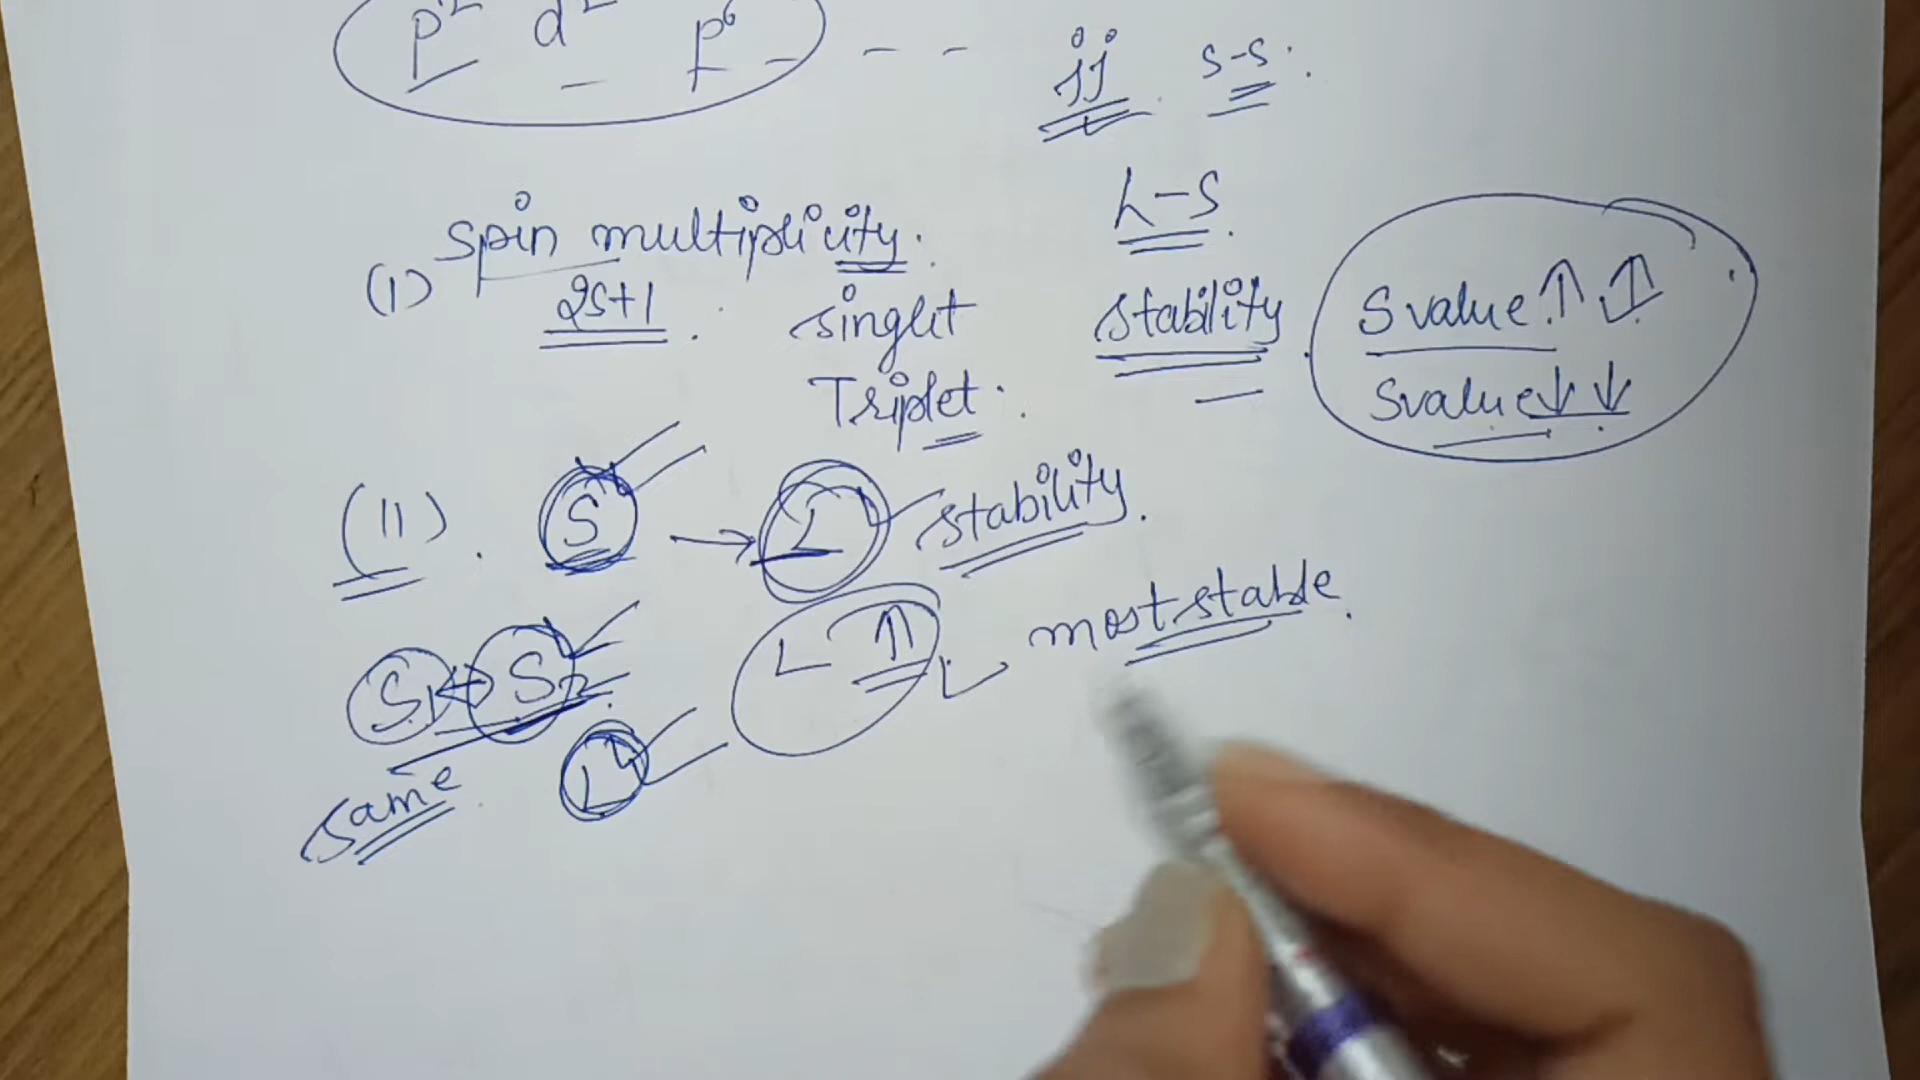 p² d² p⁶ - - jj s-s.
L-S.
(I) spin multiplicity.
2S+1. singlet stability S value ↑ ↑
Triplet. S value ↓ ↓
(II). S → L stability.
S₁ ↔ S₂ L ↑ most stable.
same. L